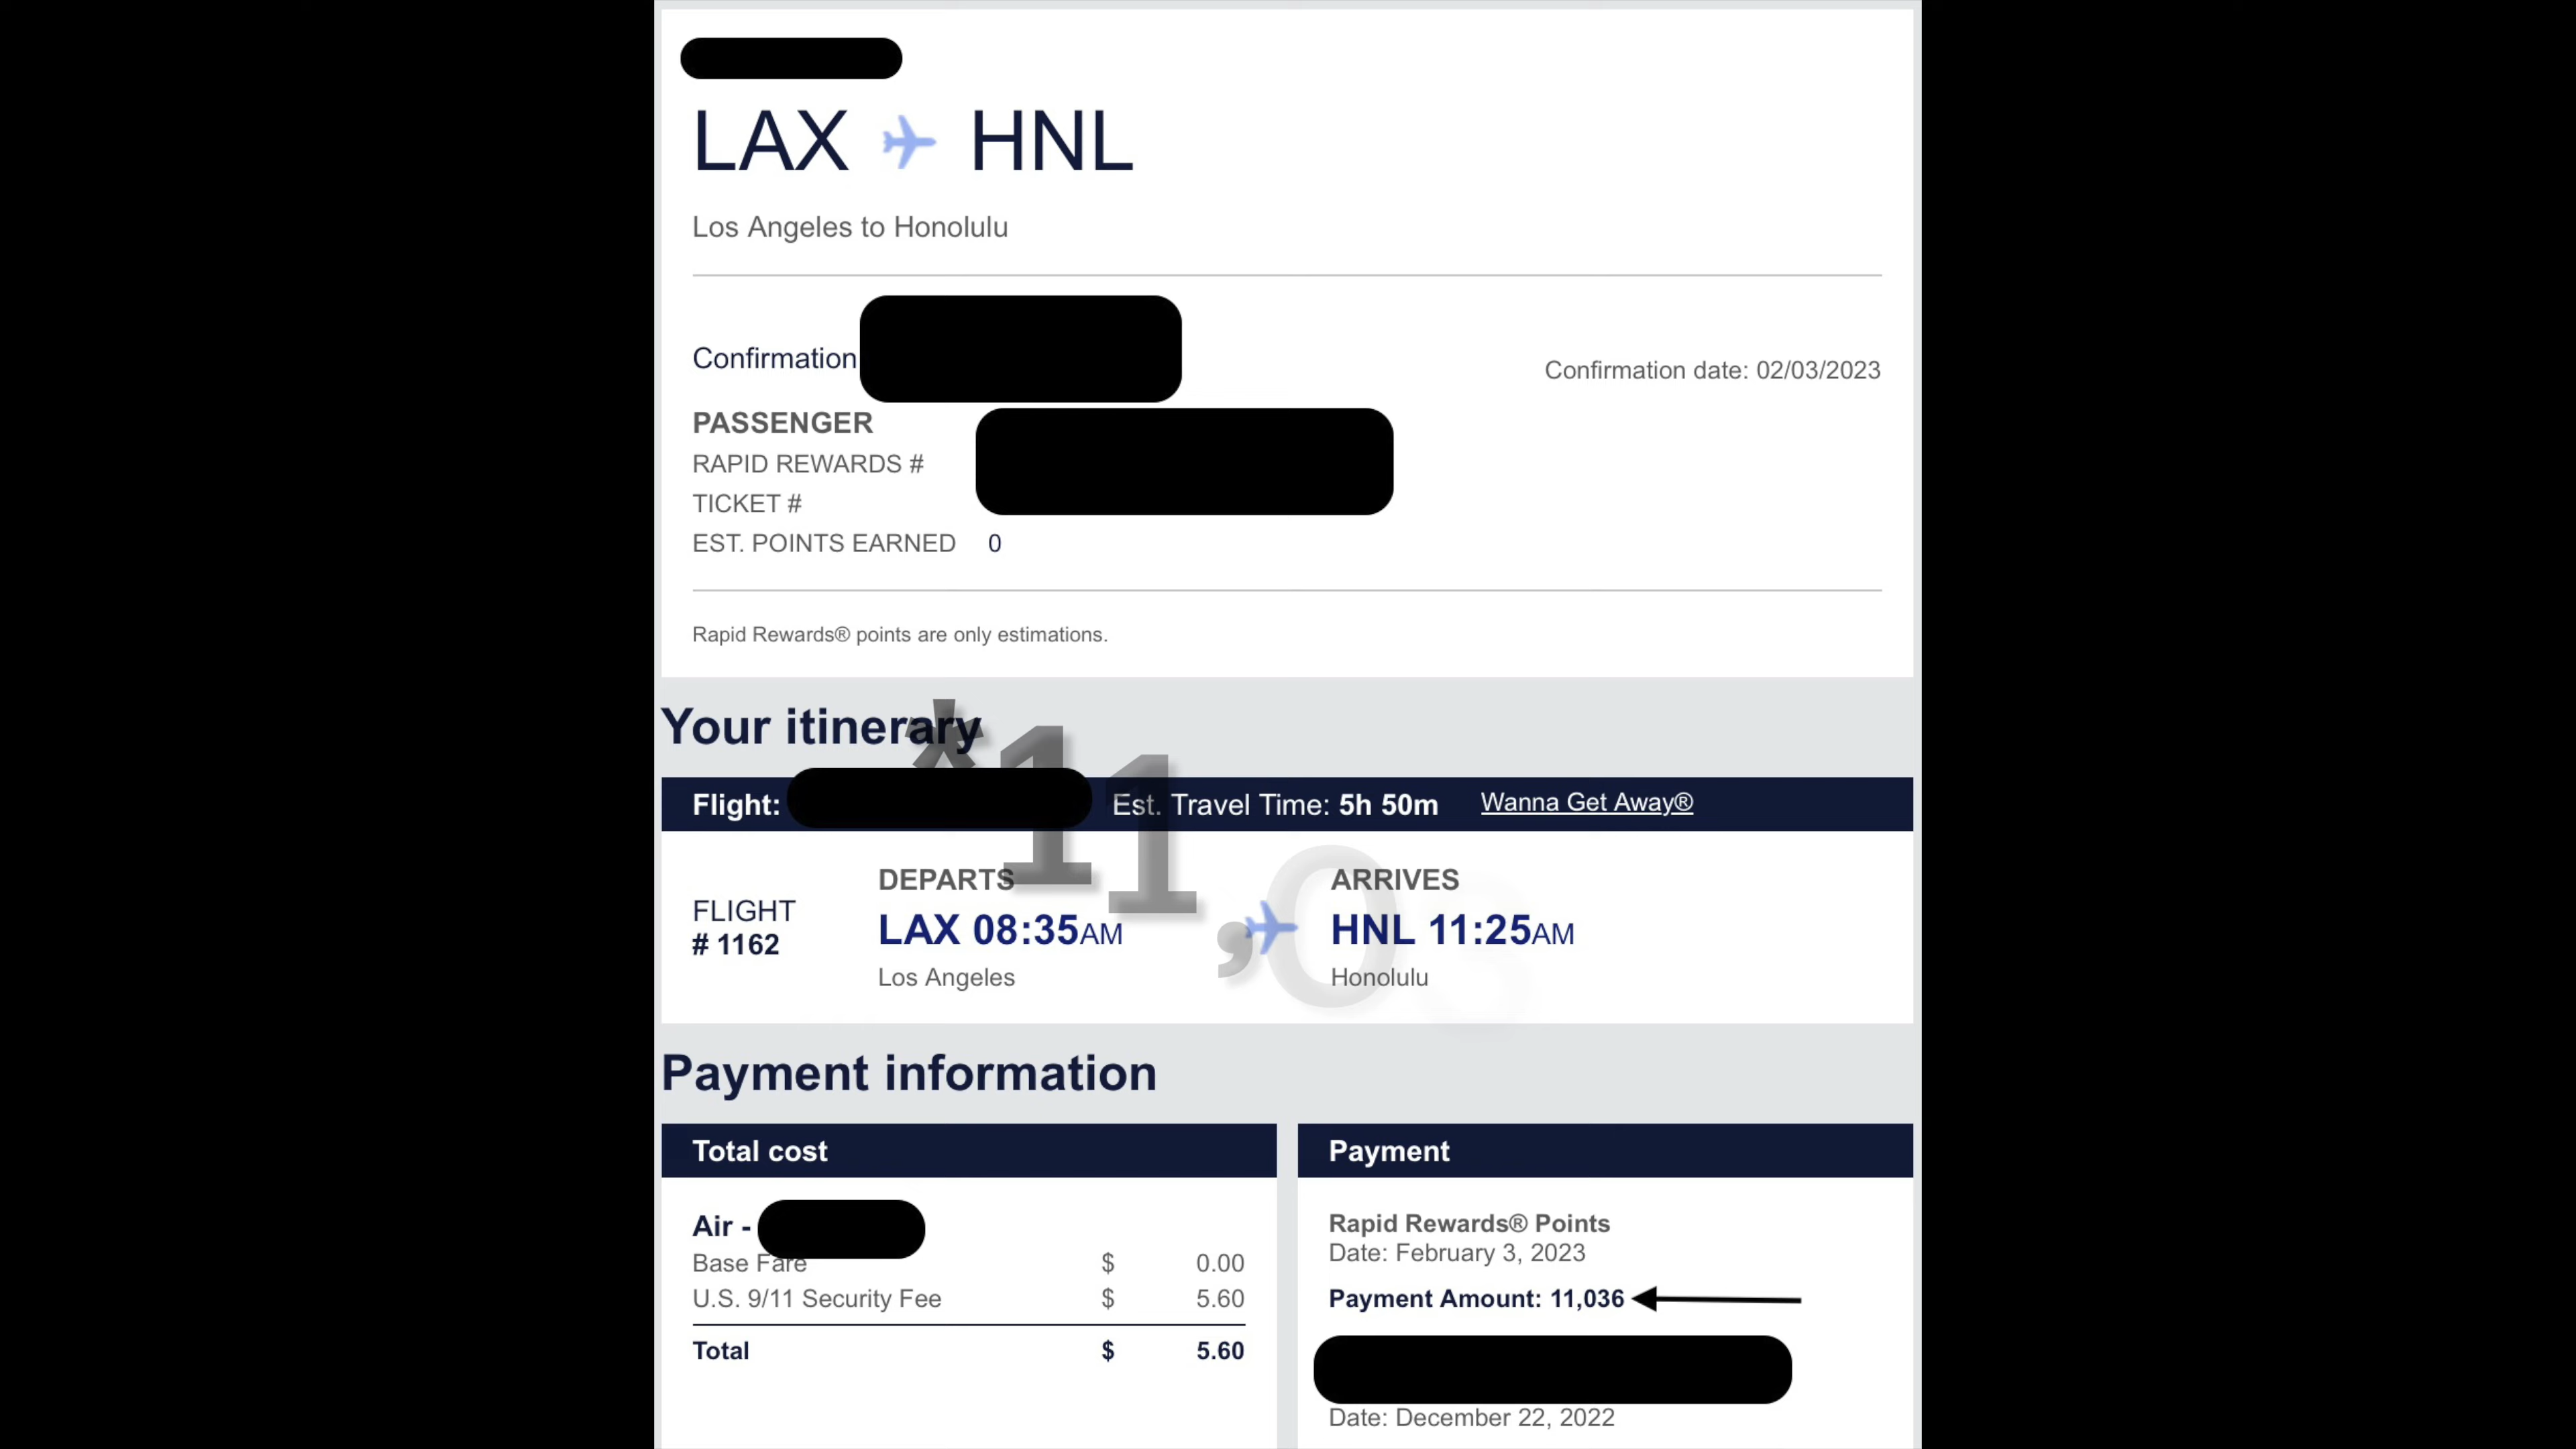 LAX HNL
Los Angeles to Honolulu
Confirmation
Confirmation date: 02/03/2023
PASSENGER
RAPID REWARDS #
TICKET #
EST. POINTS EARNED 0
Rapid Rewards® points are only estimations.
Your itinerary
*11,0
Flight: Est. Travel Time: 5h 50m Wanna Get Away®
DEPARTS ARRIVES
FLIGHT
# 1162
LAX 08:35AM HNL 11:25AM
Los Angeles Honolulu
Payment information
Total cost
Air -
Base Fare $ 0.00
U.S. 9/11 Security Fee $ 5.60
Total $ 5.60
Payment
Rapid Rewards® Points
Date: February 3, 2023
Payment Amount: 11,036
Date: December 22, 2022